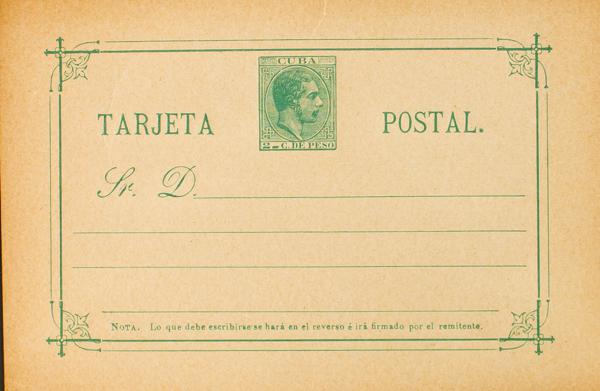 CUBA
TARJETA POSTAL.
2 C. DE PESO
Sr. D.
NOTA. Lo que debe escribirse se hará en el reverso é irá firmado por el remitente.